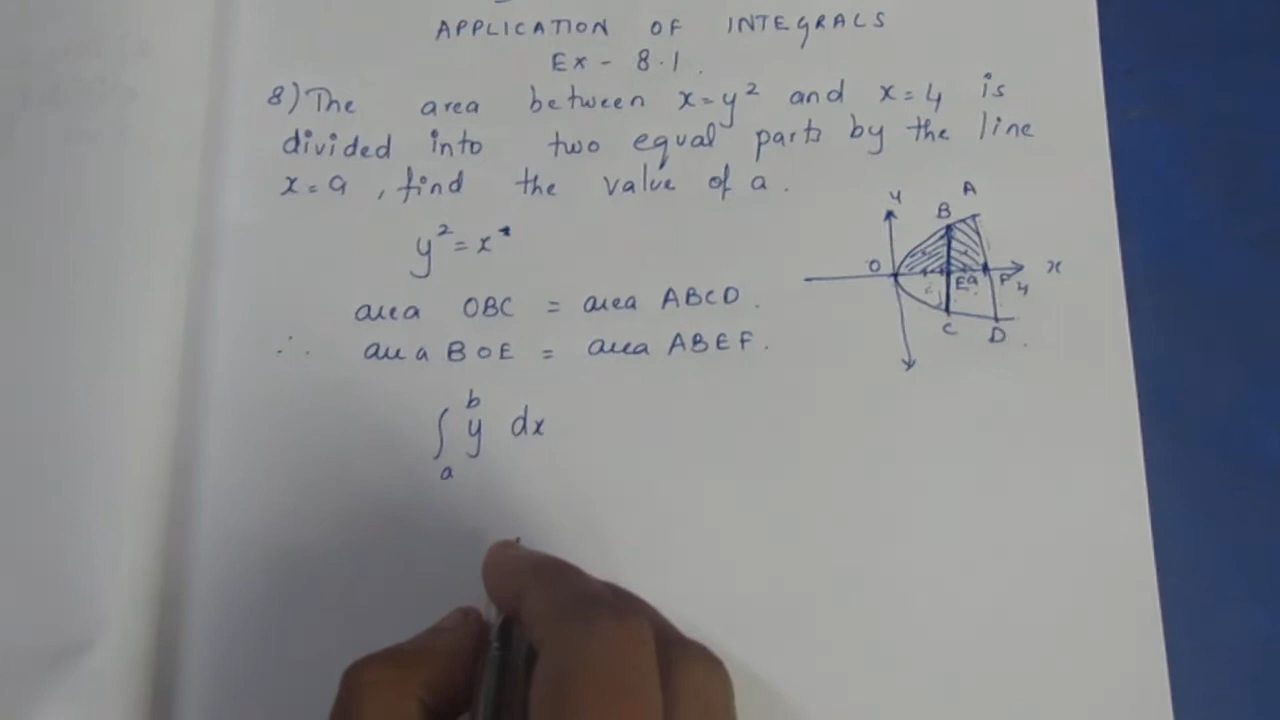 APPLICATION OF INTEGRALS
Ex - 8.1.
8) The area between x=y² and x=4 is
divided into two equal parts by the line
x=a, find the value of a.
y² = x
area OBC = area ABCD.
∴ area BOE = area ABEF.
∫ₐᵇ y dx
y
A
B
O
E a
F
4
x
C
D